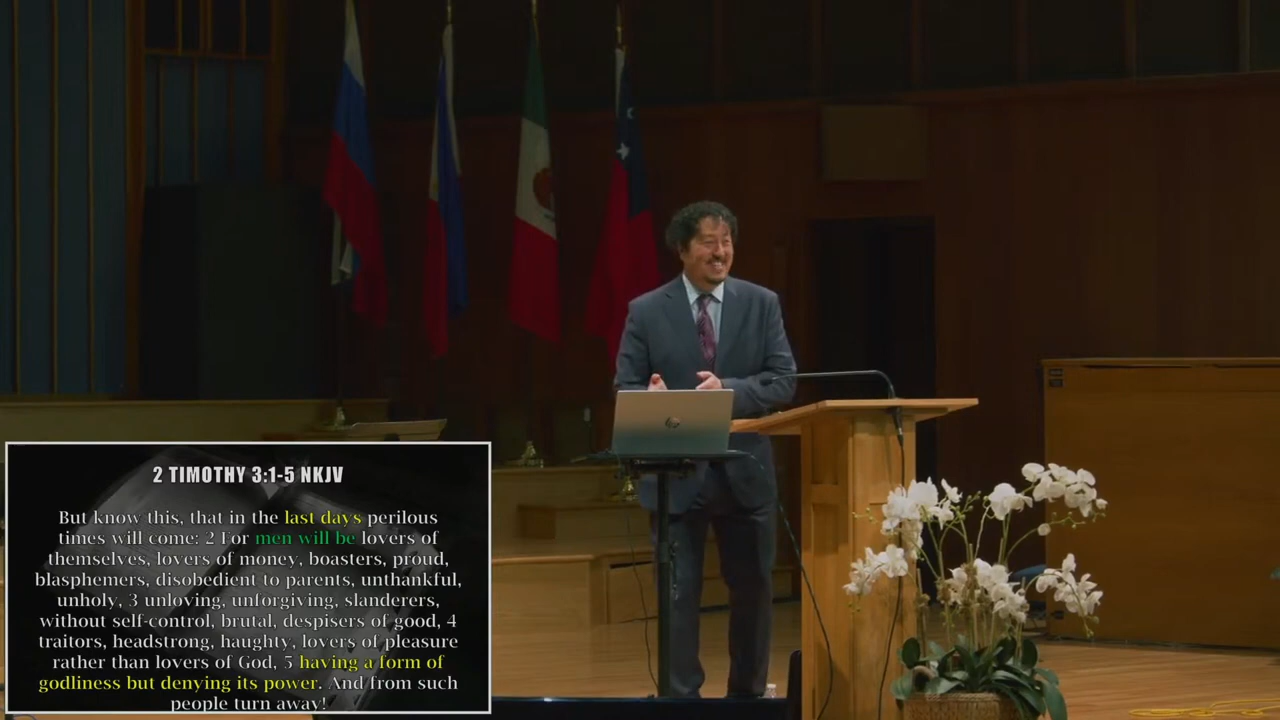 2 TIMOTHY 3:1-5 NKJV
But know this, that in the last days perilous
times will come: 2 For men will be lovers of
themselves, lovers of money, boasters, proud,
blasphemers, disobedient to parents, unthankful,
unholy, 3 unloving, unforgiving, slanderers,
without self-control, brutal, despisers of good, 4
traitors, headstrong, haughty, lovers of pleasure
rather than lovers of God, 5 having a form of
godliness but denying its power. And from such
people turn away!
hp